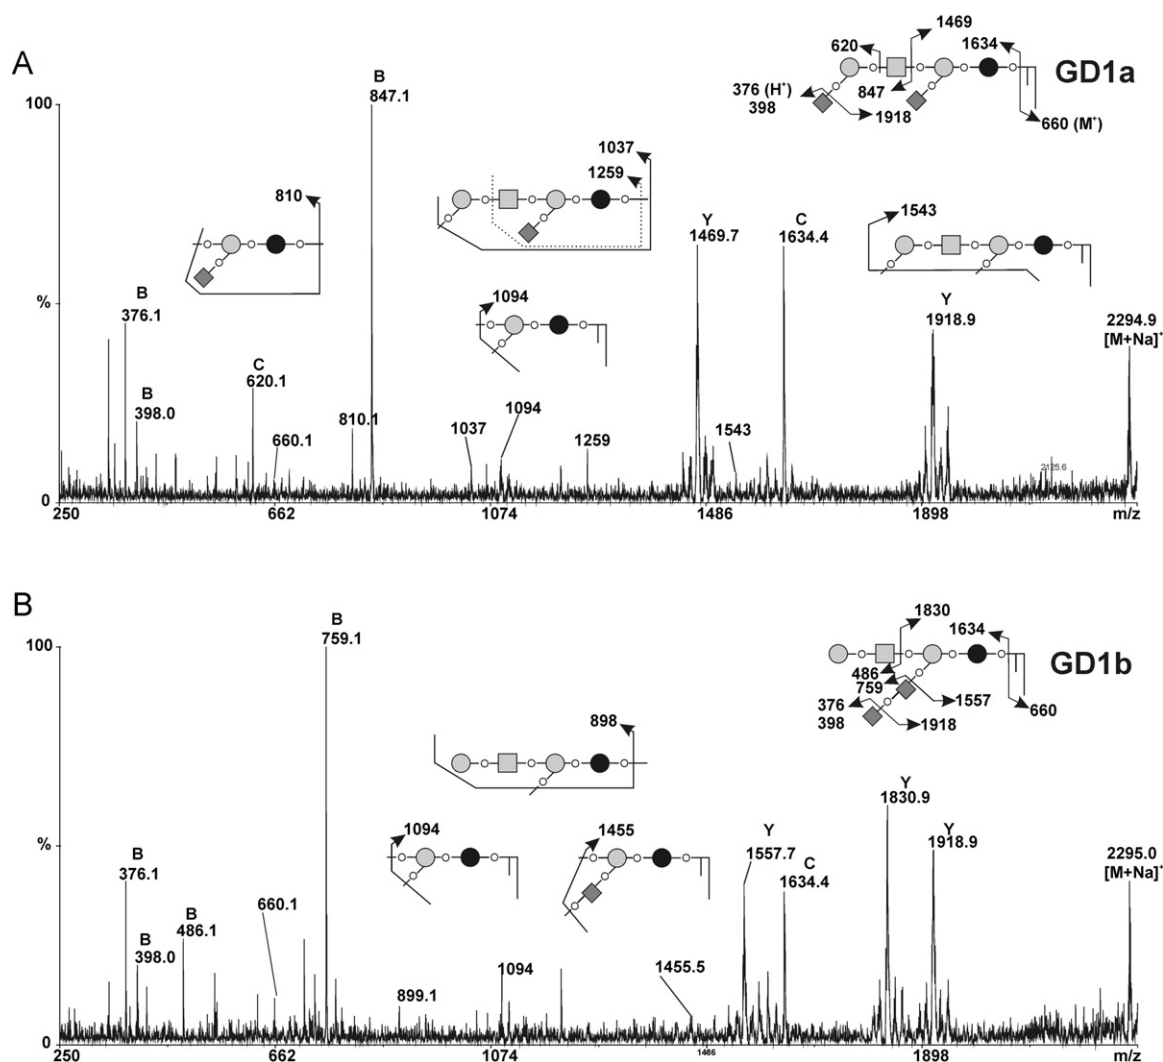 A
100
%
0
250
662
1074
1486
1898
m/z
B
376.1
B
398.0
C
620.1
660.1
810.1
B
847.1
1037
1094
1259
Y
1469.7
1543
C
1634.4
Y
1918.9
2125.6
2294.9
[M+Na]+
810
1037
1259
1094
1543
GD1a
620
1469
1634
376 (H+)
398
847
1918
660 (M+)
B
100
%
0
250
662
1074
1466
1898
m/z
B
376.1
B
398.0
B
486.1
660.1
B
759.1
899.1
1094
1455.5
Y
1557.7
C
1634.4
Y
1830.9
Y
1918.9
2295.0
[M+Na]+
898
1094
1455
GD1b
1830
1634
486
759
376
398
1557
1918
660